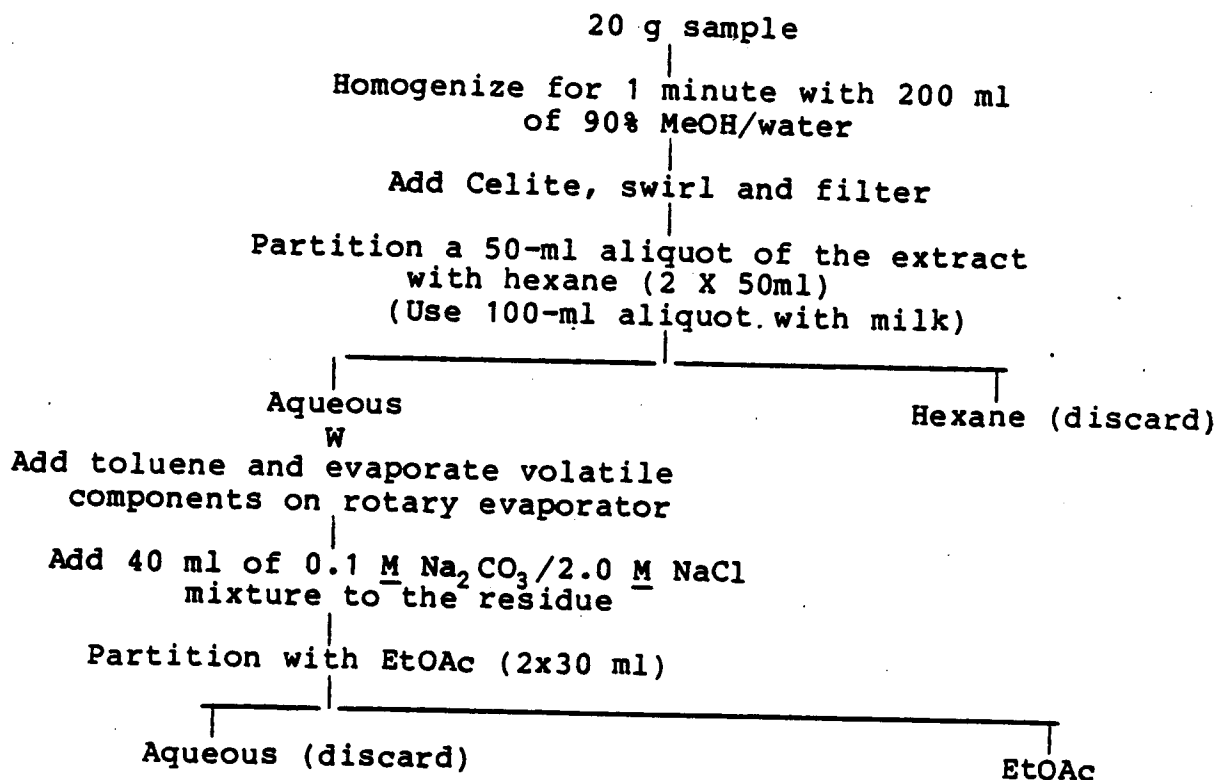 20 g sample
Homogenize for 1 minute with 200 ml
of 90% MeOH/water
Add Celite, swirl and filter
Partition a 50-ml aliquot of the extract
with hexane (2 X 50ml)
(Use 100-ml aliquot.with milk)
Aqueous
Hexane (discard)
W
Add toluene and evaporate volatile
components on rotary evaporator
Add 40 ml of 0.1 M Na₂CO₃/2.0 M NaCl
mixture to the residue
Partition with EtOAc (2x30 ml)
Aqueous (discard)
EtOAc